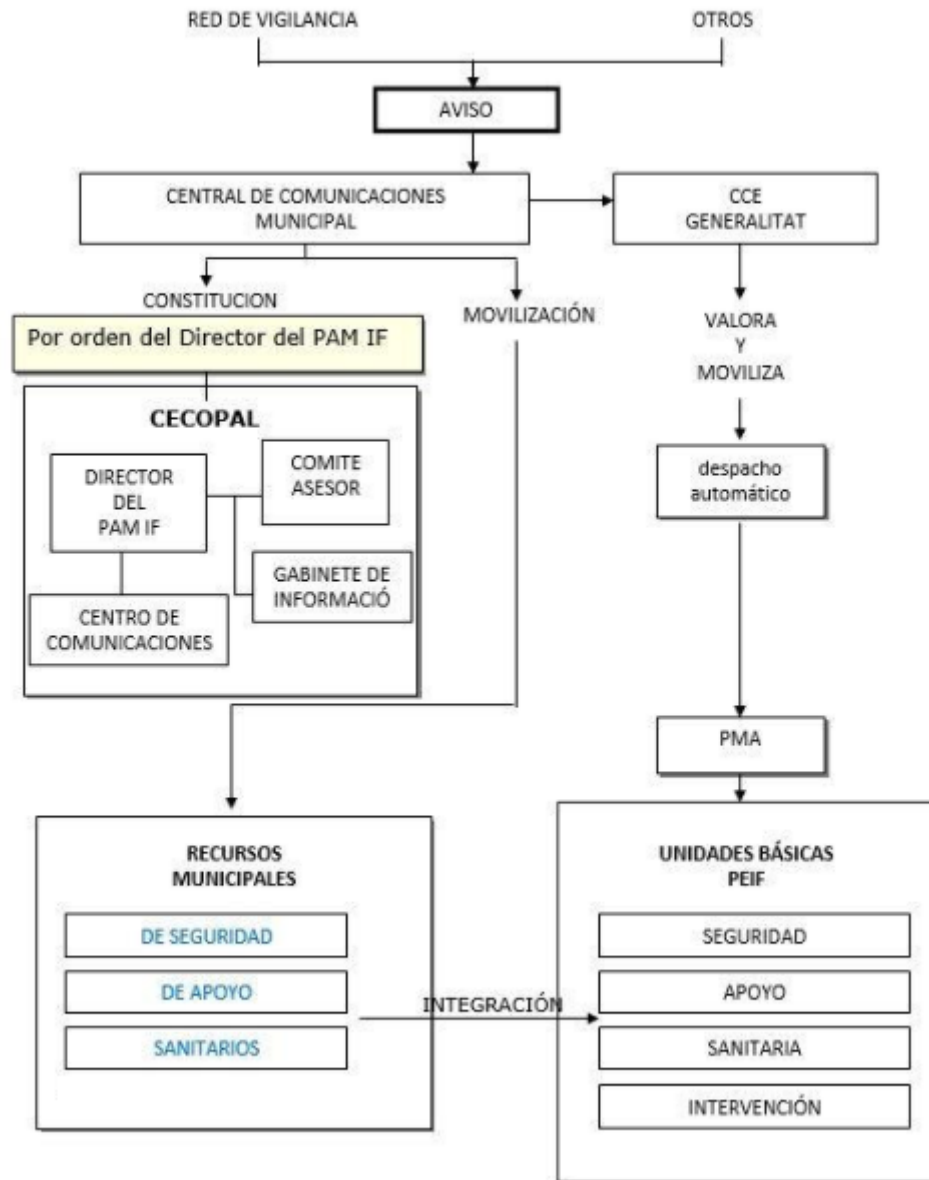 RED DE VIGILANCIA
OTROS
AVISO
CENTRAL DE COMUNICACIONES
MUNICIPAL
CCE
GENERALITAT
CONSTITUCION
MOVILIZACIÓN
VALORA
Y
MOVILIZA
Por orden del Director del PAM IF
CECOPAL
DIRECTOR
DEL
PAM IF
COMITE
ASESOR
GABINETE DE
INFORMACIÓ
CENTRO DE
COMUNICACIONES
despacho
automático
PMA
RECURSOS
MUNICIPALES
DE SEGURIDAD
DE APOYO
SANITARIOS
INTEGRACIÓN
UNIDADES BÁSICAS
PEIF
SEGURIDAD
APOYO
SANITARIA
INTERVENCIÓN